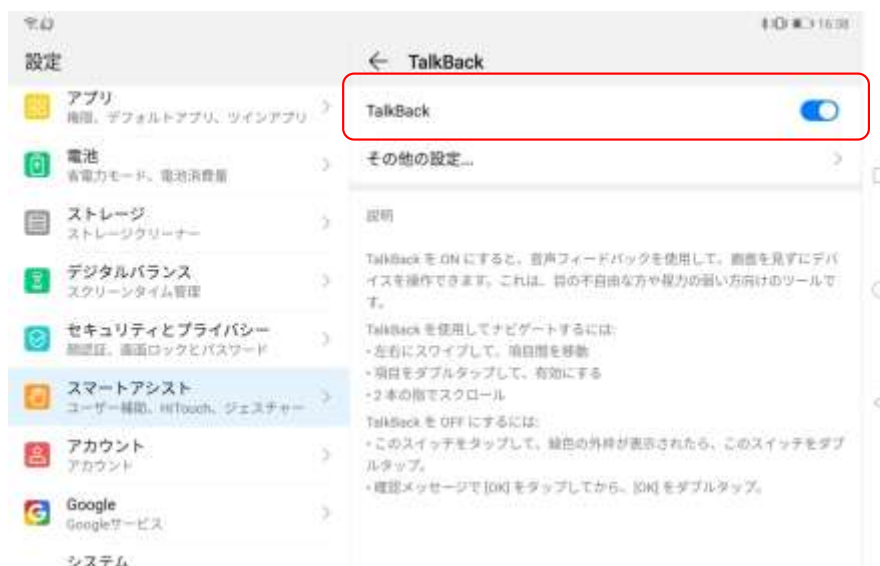 16:38
設定
アプリ
権限、デフォルトアプリ、ツインアプリ
電池
省電力モード、電池消費量
ストレージ
ストレージクリーナー
デジタルバランス
スクリーンタイム管理
セキュリティとプライバシー
顔認証、画面ロックとパスワード
スマートアシスト
ユーザー補助、HiTouch、ジェスチャー
アカウント
アカウント
Google
Googleサービス
システム
← TalkBack
TalkBack
その他の設定...
説明
TalkBack を ON にすると、音声フィードバックを使用して、画面を見ずにデバ
イスを操作できます。これは、目の不自由な方や視力の弱い方向けのツールで
す。
TalkBack を使用してナビゲートするには:
・左右にスワイプして、項目間を移動
・項目をダブルタップして、有効にする
・2 本の指でスクロール
TalkBack を OFF にするには:
・このスイッチをタップして、緑色の外枠が表示されたら、このスイッチをダブ
ルタップ。
・確認メッセージで [OK] をタップしてから、[OK] をダブルタップ。